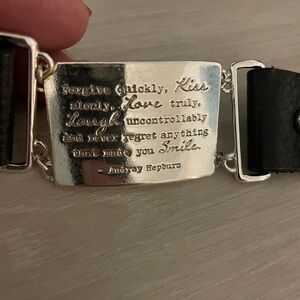 Forgive quickly, Kiss
slowly, Love truly,
Laugh uncontrollably
and never regret anything
that made you Smile.
- Audrey Hepburn